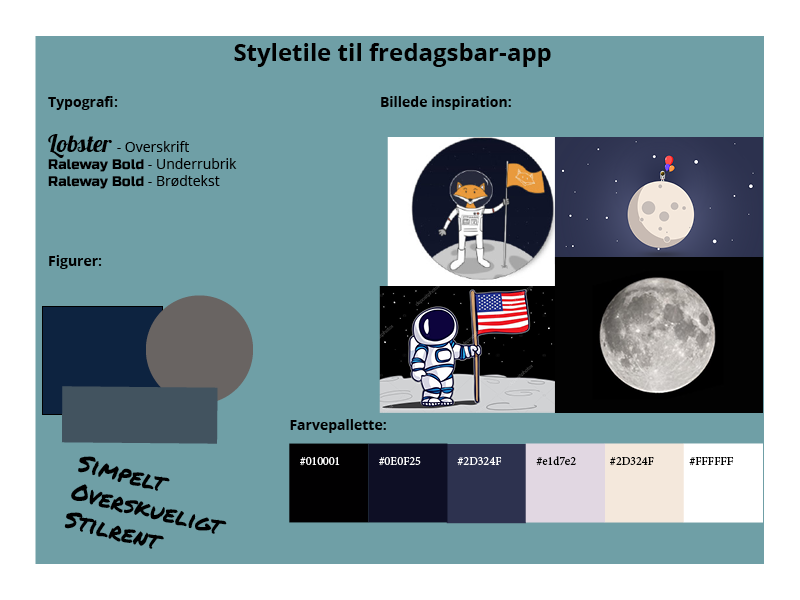 Styletile til fredagsbar-app
Typografi:
Lobster - Overskrift
Raleway Bold - Underrubrik
Raleway Bold - Brødtekst
Billede inspiration:
Figurer:
Simpelt
Overskueligt
Stilrent
Farvepallette:
#010001
#0E0F25
#2D324F
#e1d7e2
#2D324F
#FFFFFF